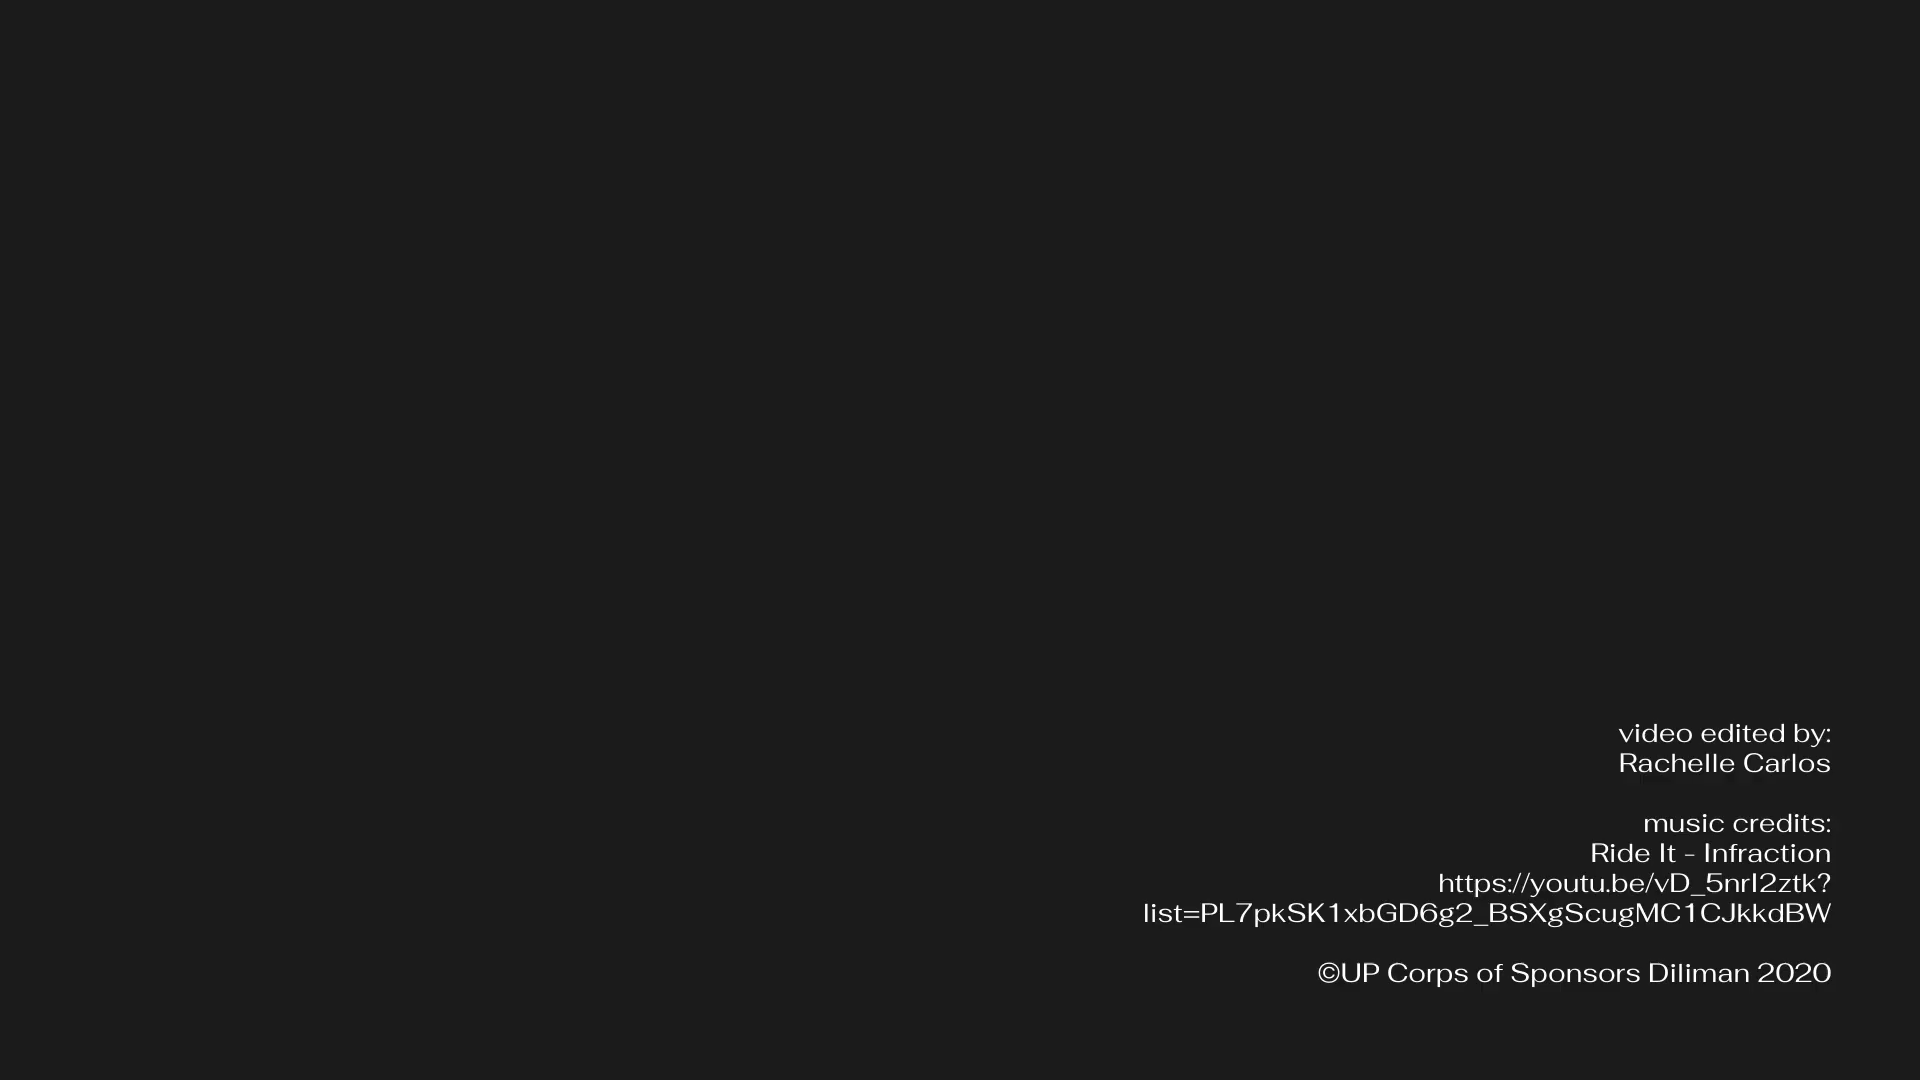 video edited by:
Rachelle Carlos
music credits:
Ride It - Infraction
https://youtu.be/vD_5nrI2ztk?
list=PL7pkSK1xbGD6g2_BSXgScugMC1CJkkdBW
©UP Corps of Sponsors Diliman 2020